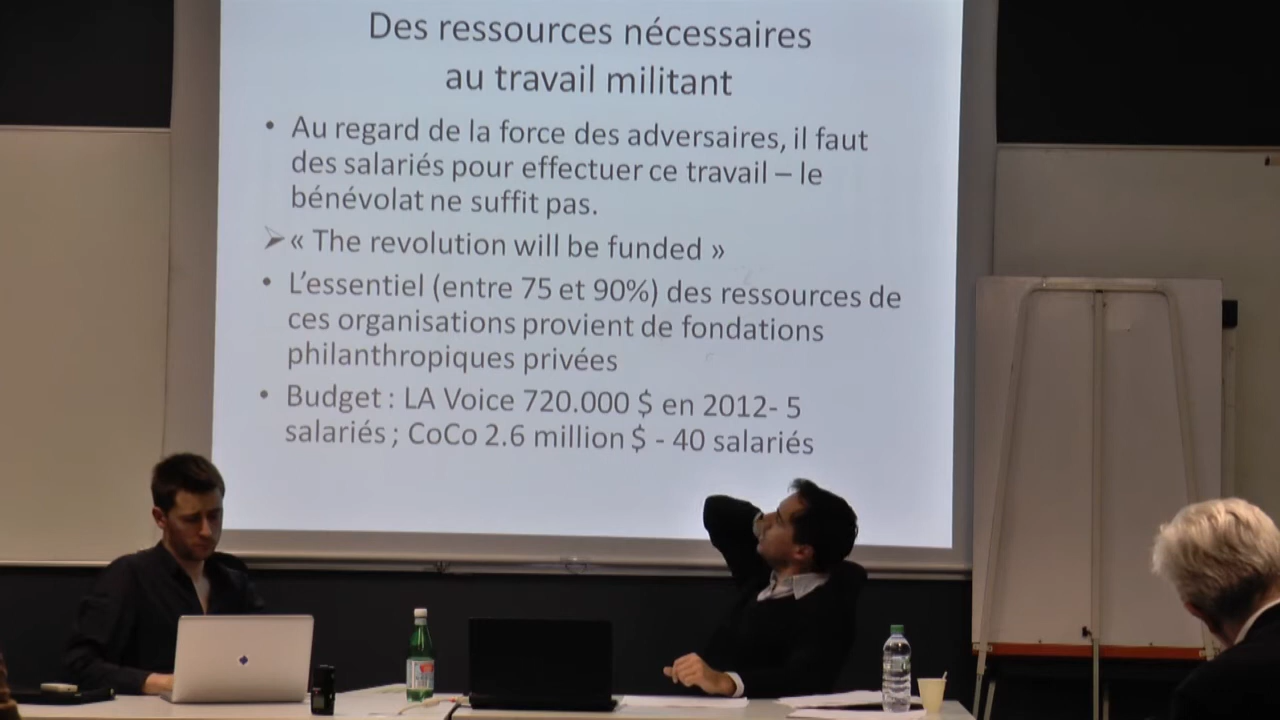 Des ressources nécessaires
au travail militant
• Au regard de la force des adversaires, il faut
des salariés pour effectuer ce travail – le
bénévolat ne suffit pas.
➢ « The revolution will be funded »
• L’essentiel (entre 75 et 90%) des ressources de
ces organisations provient de fondations
philanthropiques privées
• Budget : LA Voice 720.000 $ en 2012- 5
salariés ; CoCo 2.6 million $ - 40 salariés